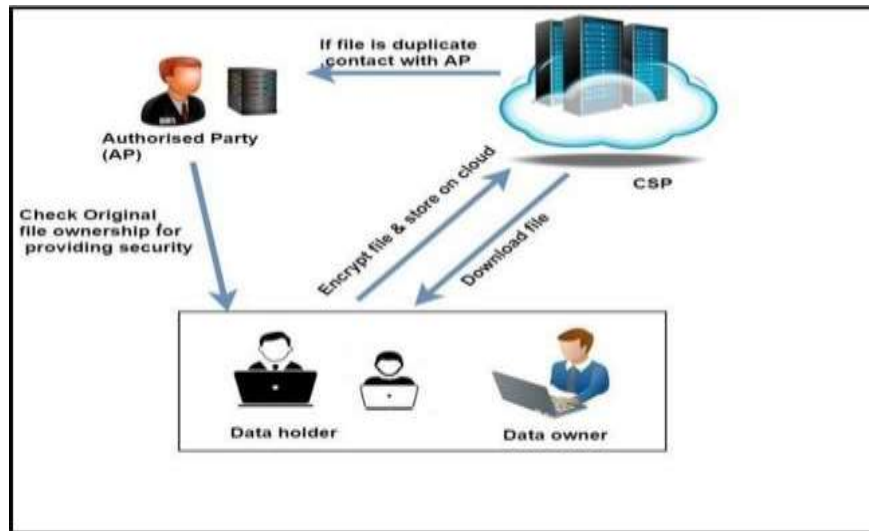 If file is duplicate
,contact with AP
Authorised Party
(AP)
CSP
Check Original
file ownership for
providing security
Encrypt file & store on cloud
Download file
Data holder
Data owner